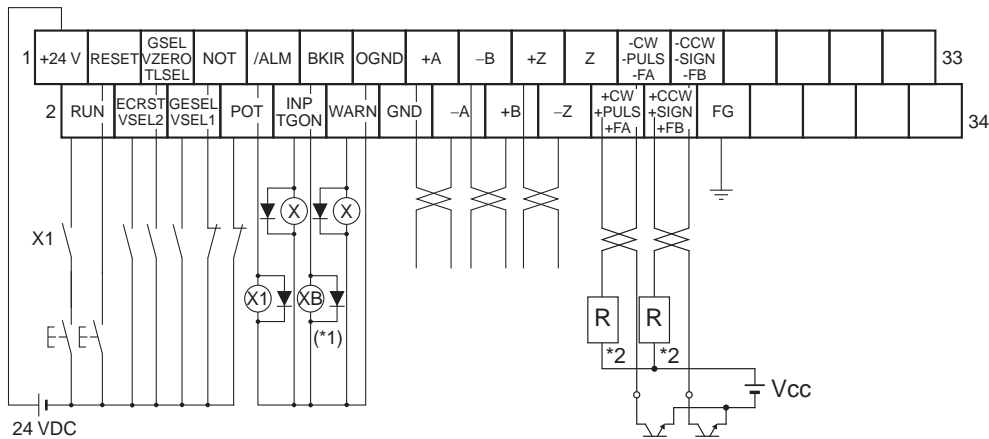 1
+24 V
RESET
GSEL
VZERO
TLSEL
NOT
/ALM
BKIR
OGND
+A
−B
+Z
Z
-CW
-PULS
-FA
-CCW
-SIGN
-FB
33
2
RUN
ECRST
VSEL2
GESEL
VSEL1
POT
INP
TGON
WARN
GND
−A
+B
−Z
+CW
+PULS
+FA
+CCW
+SIGN
+FB
FG
34
X X
X1
X1 XB
(*1)
R R
*2 *2
Vcc
24 VDC